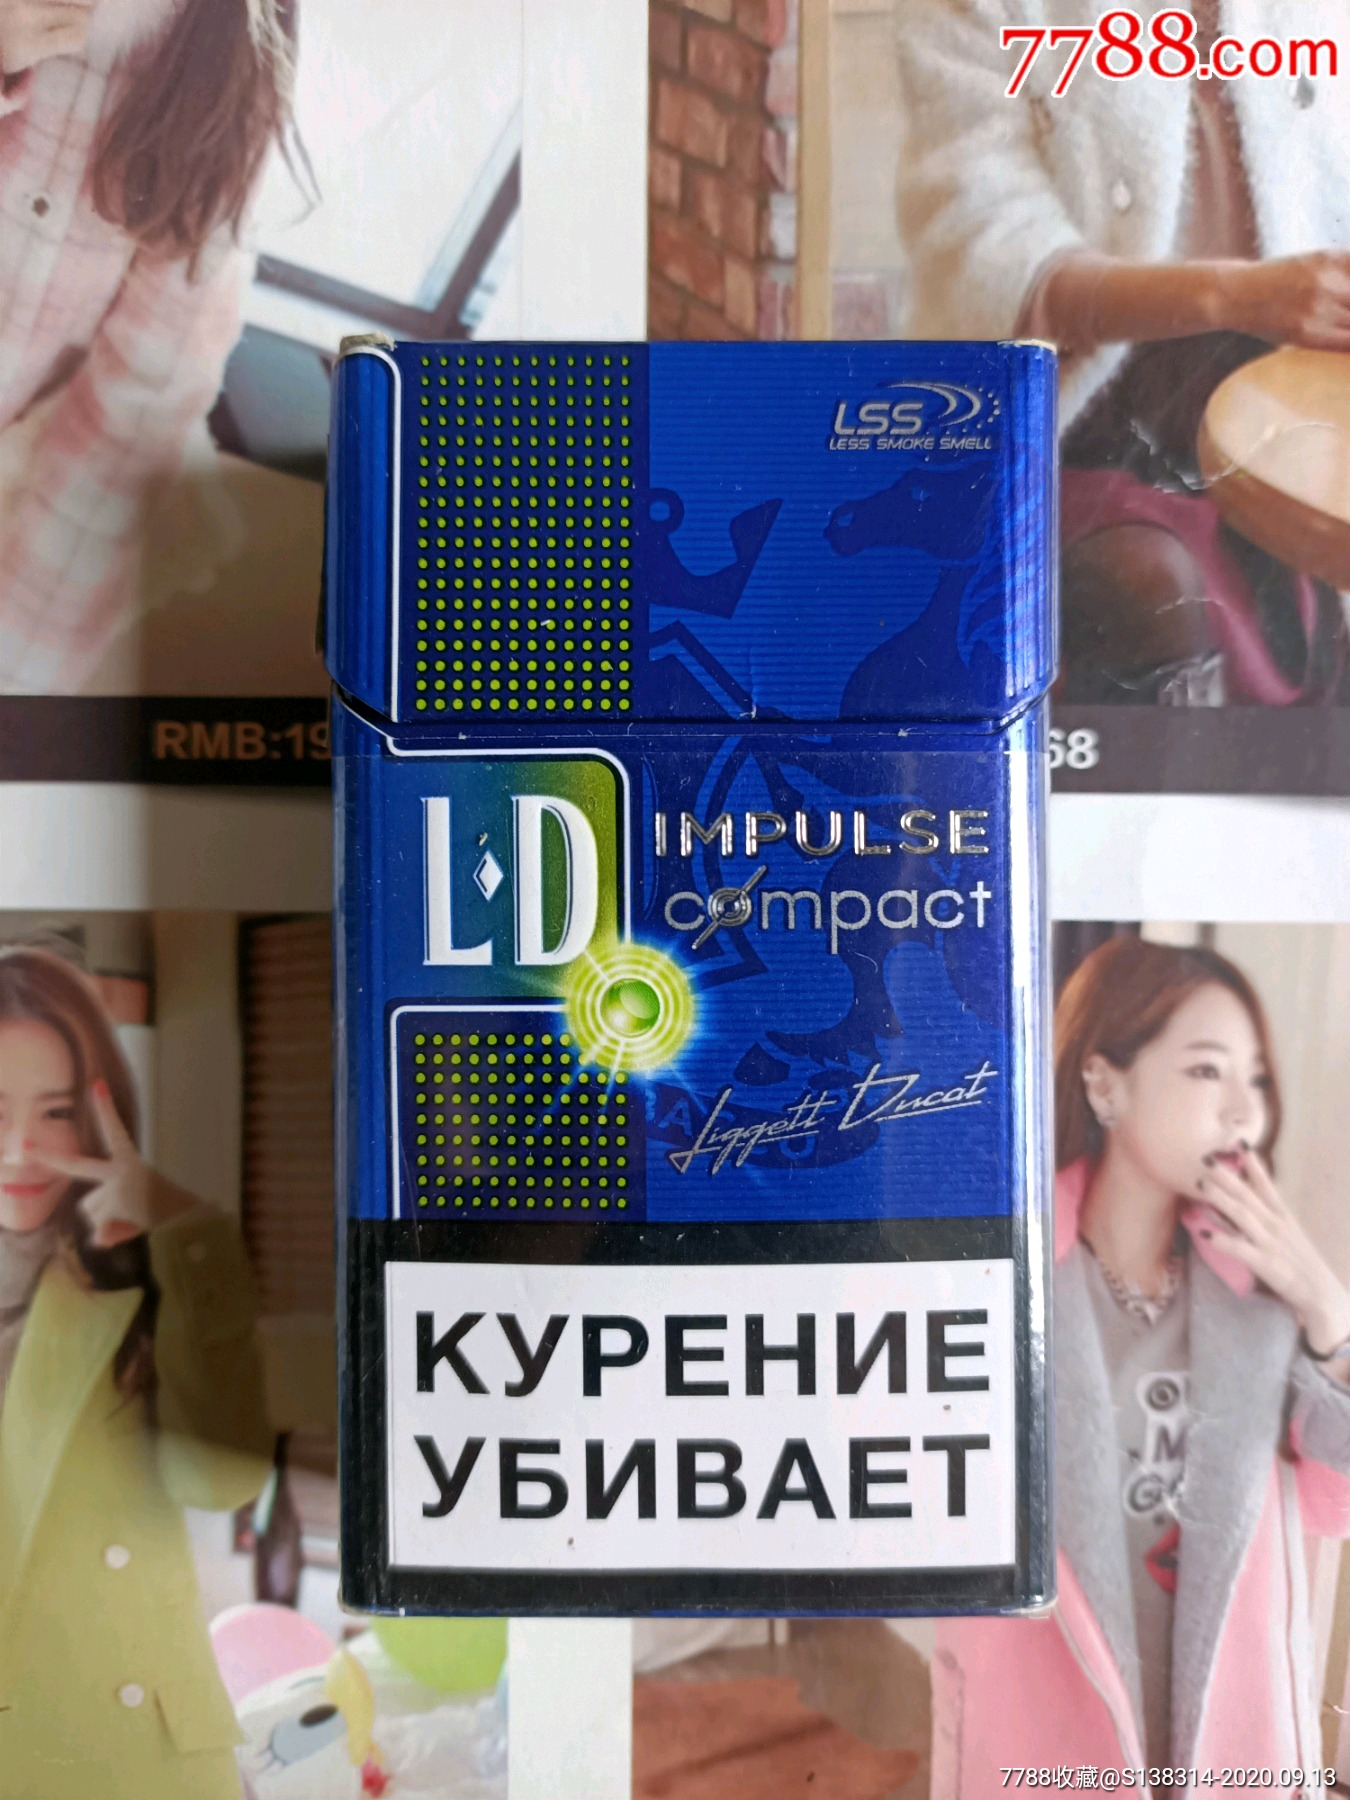 7788.com
LSS
LESS SMOKE SMELL
RMB:19
68
L·D
IMPULSE
compact
Liggett Ducat
КУРЕНИЕ
УБИВАЕТ
7788收藏@S138314-2020.09.13